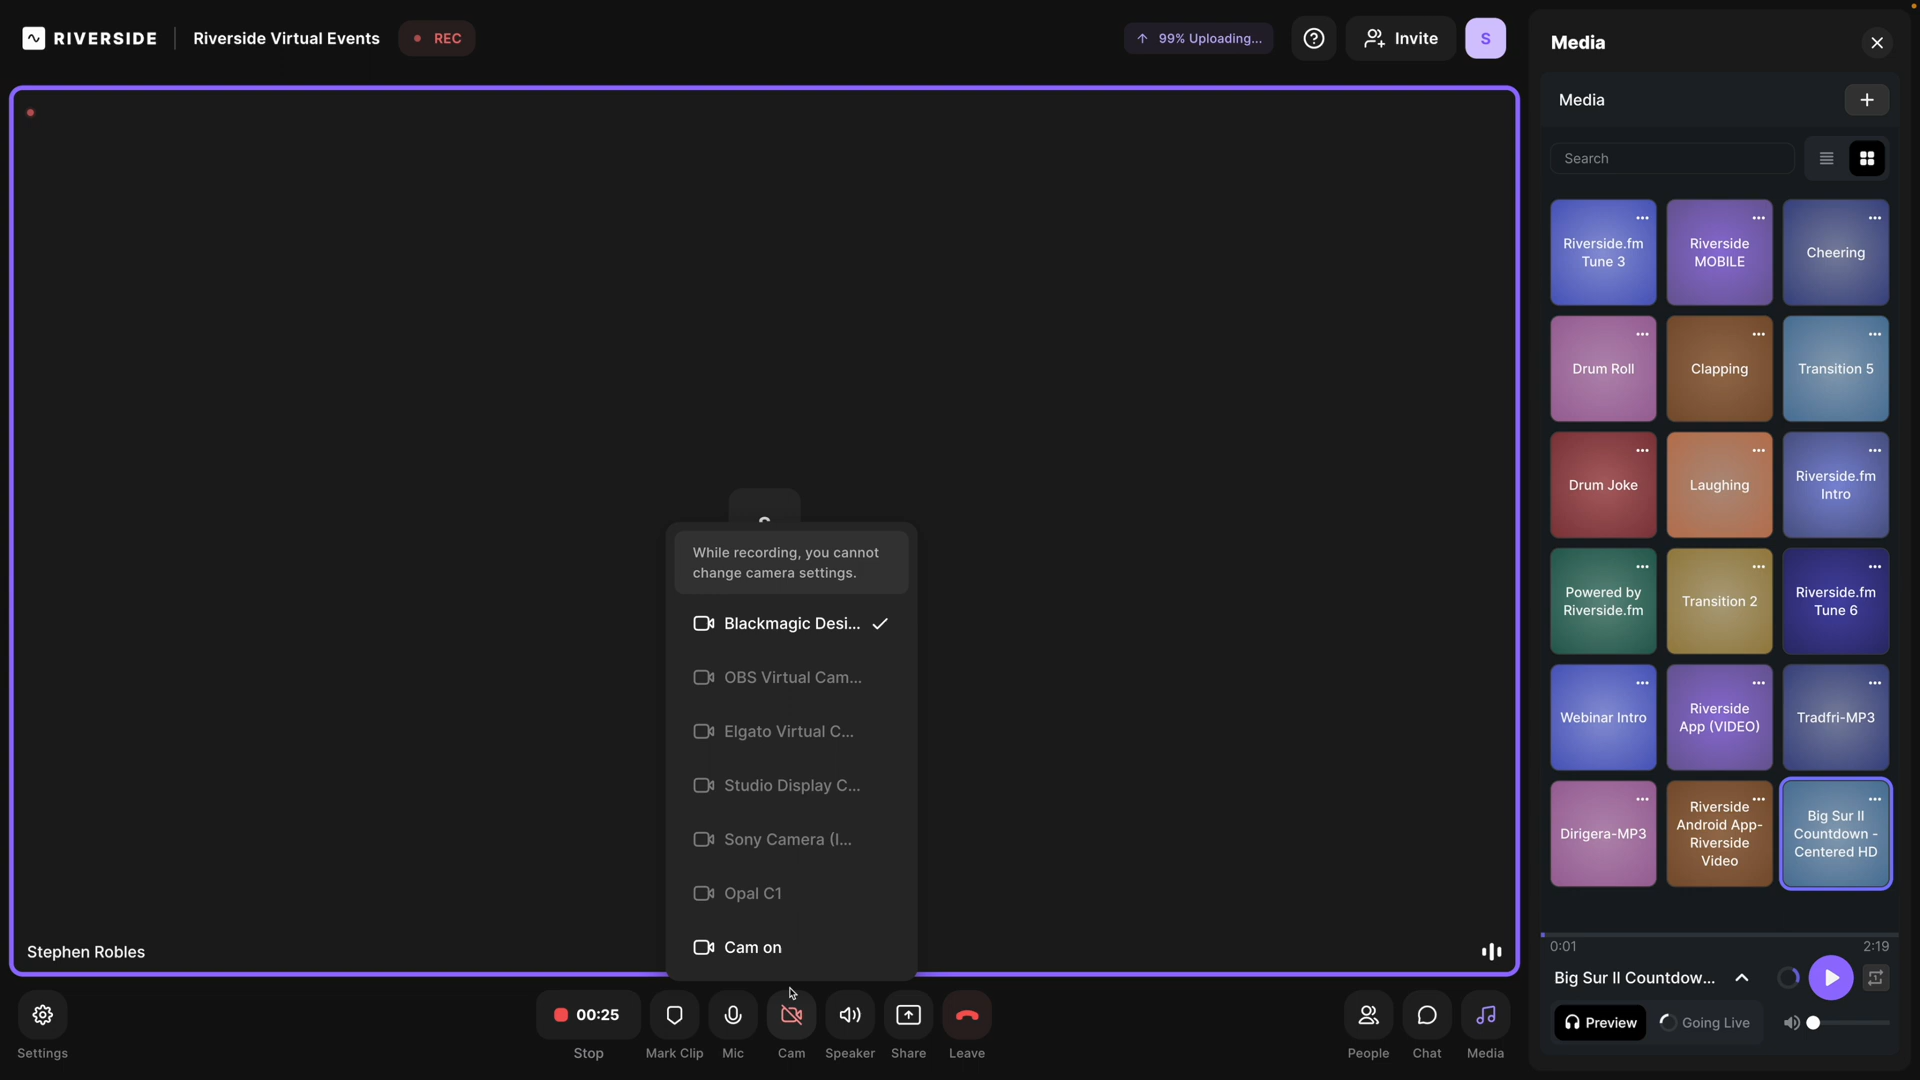 RIVERSIDE
Riverside Virtual Events
REC
99% Uploading...
Invite
S
Media
Media
Search
Riverside.fm
Tune 3
Riverside
MOBILE
Cheering
Drum Roll
Clapping
Transition 5
Drum Joke
Laughing
Riverside.fm
Intro
Powered by
Riverside.fm
Transition 2
Riverside.fm
Tune 6
Webinar Intro
Riverside
App (VIDEO)
Tradfri-MP3
Dirigera-MP3
Riverside
Android App-
Riverside
Video
Big Sur II
Countdown -
Centered HD
0:01
2:19
Big Sur II Countdow...
Preview
Going Live
While recording, you cannot
change camera settings.
Blackmagic Desi...
OBS Virtual Cam...
Elgato Virtual C...
Studio Display C...
Sony Camera (I...
Opal C1
Cam on
Stephen Robles
Settings
00:25
Stop
Mark Clip
Mic
Cam
Speaker
Share
Leave
People
Chat
Media